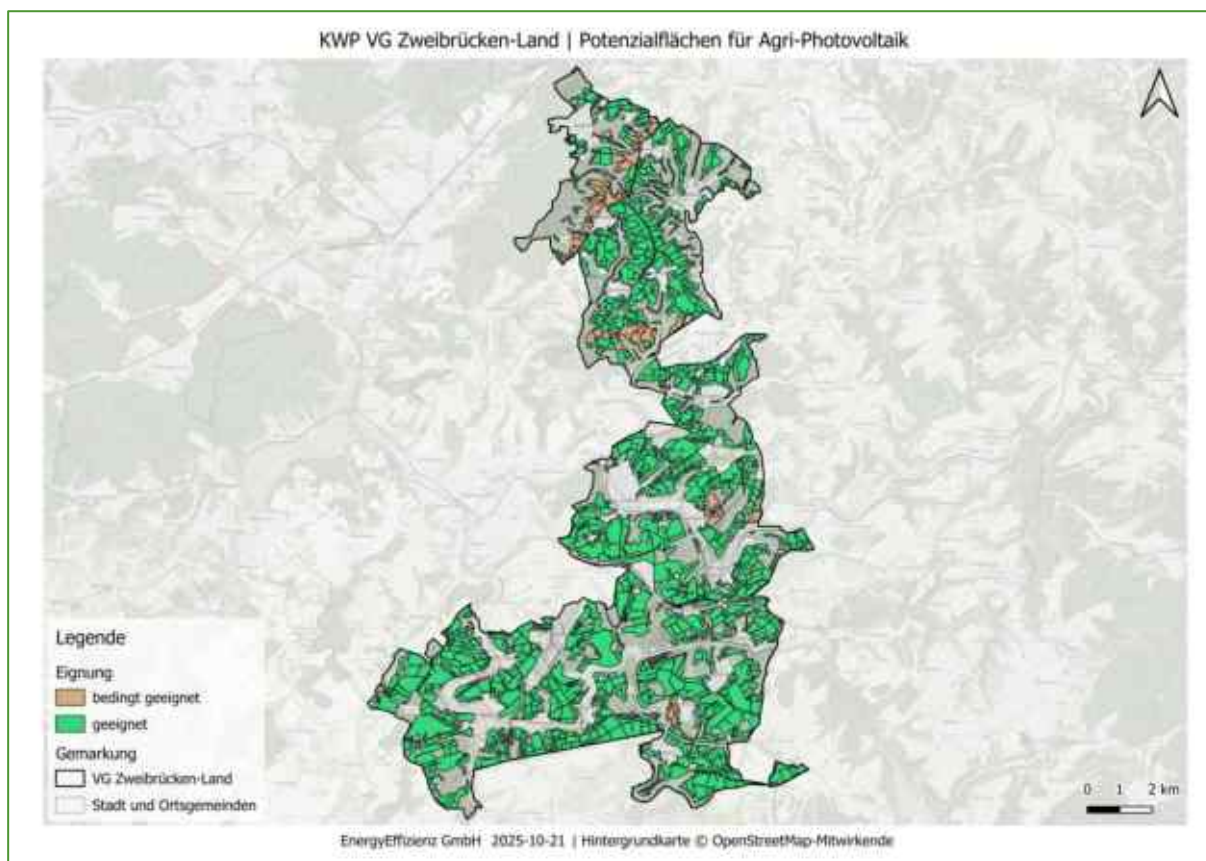 KWP VG Zweibrücken-Land | Potenzialflächen für Agri-Photovoltaik
Legende
Eignung
bedingt geeignet
geeignet
Gemarkung
VG Zweibrücken-Land
Stadt und Ortsgemeinden
0 1 2 km
EnergyEffizienz GmbH 2025-10-21 | Hintergrundkarte © OpenStreetMap-Mitwirkende